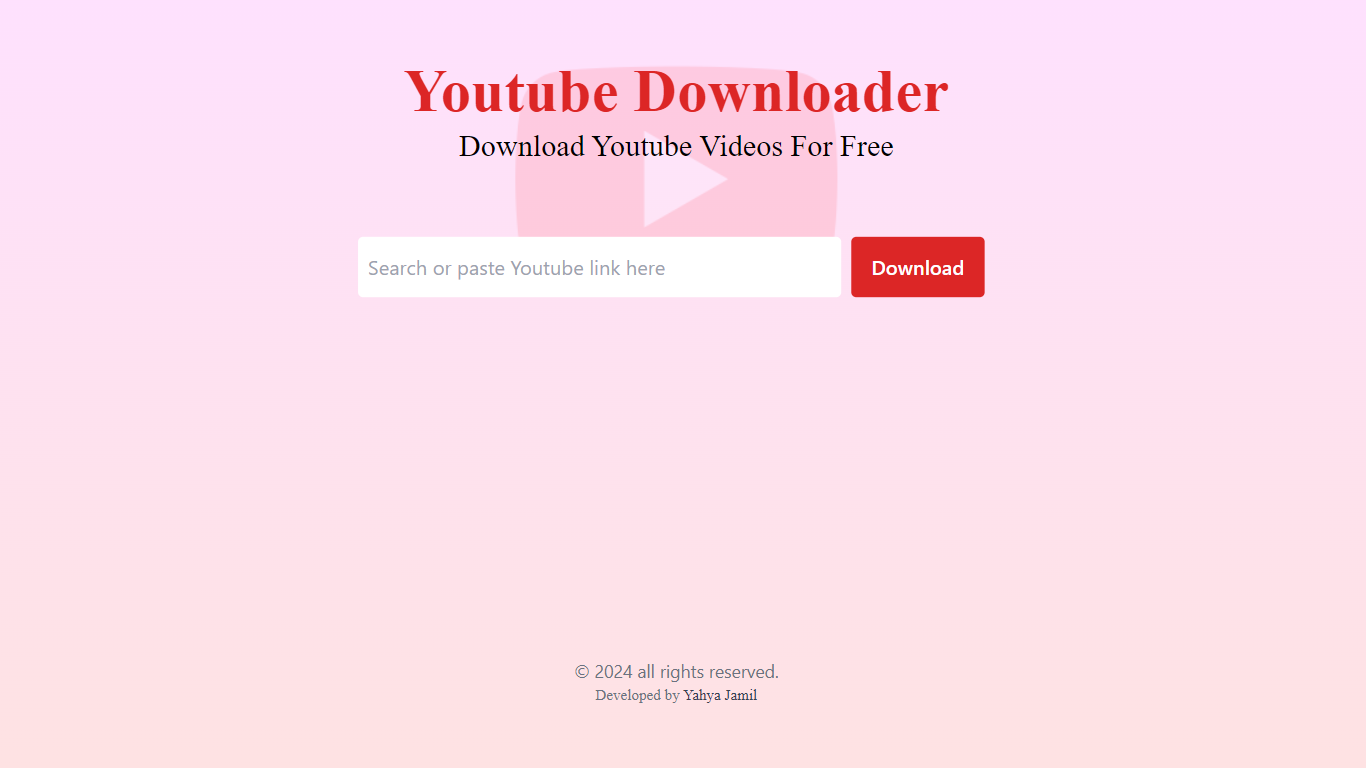 Youtube Downloader
Download Youtube Videos For Free
Search or paste Youtube link here
Download
© 2024 all rights reserved.
Developed by Yahya Jamil